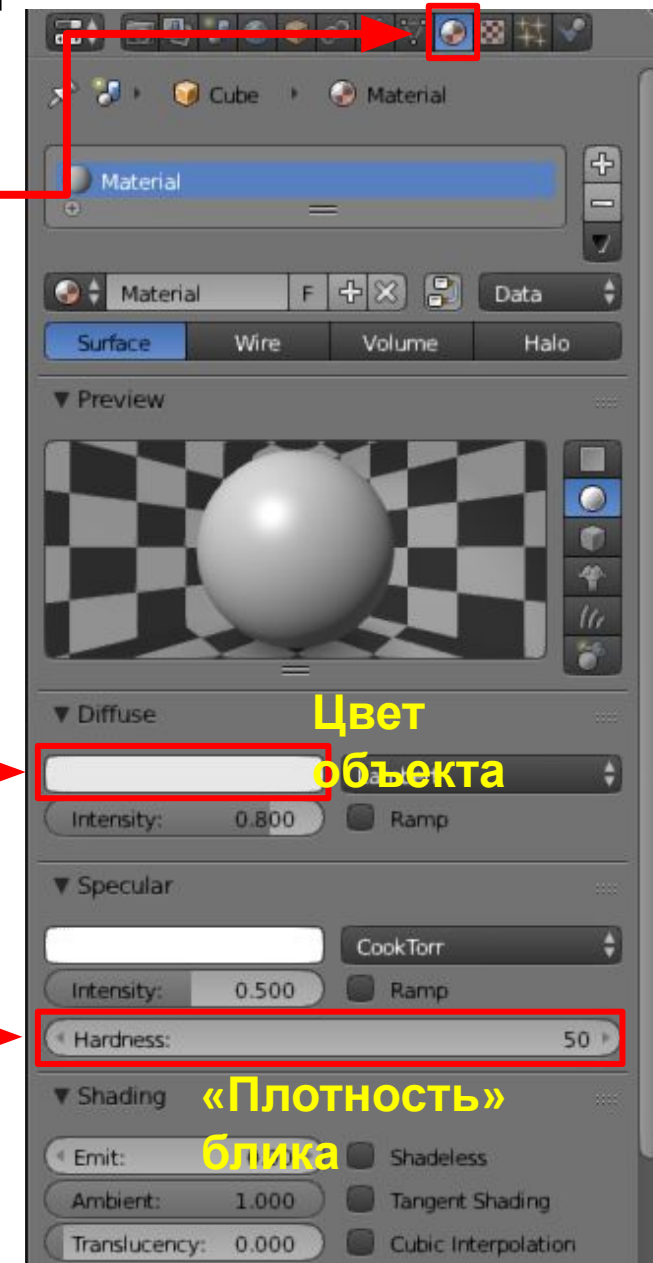 Cube Material
Material
Material F Data
Surface Wire Volume Halo
Preview
Diffuse
Цвет
объекта
Intensity: 0.800 Ramp
Specular
CookTorr
Intensity: 0.500 Ramp
Hardness: 50
Shading
«Плотность»
блика
Emit: Shadeless
Ambient: 1.000 Tangent Shading
Translucency: 0.000 Cubic Interpolation